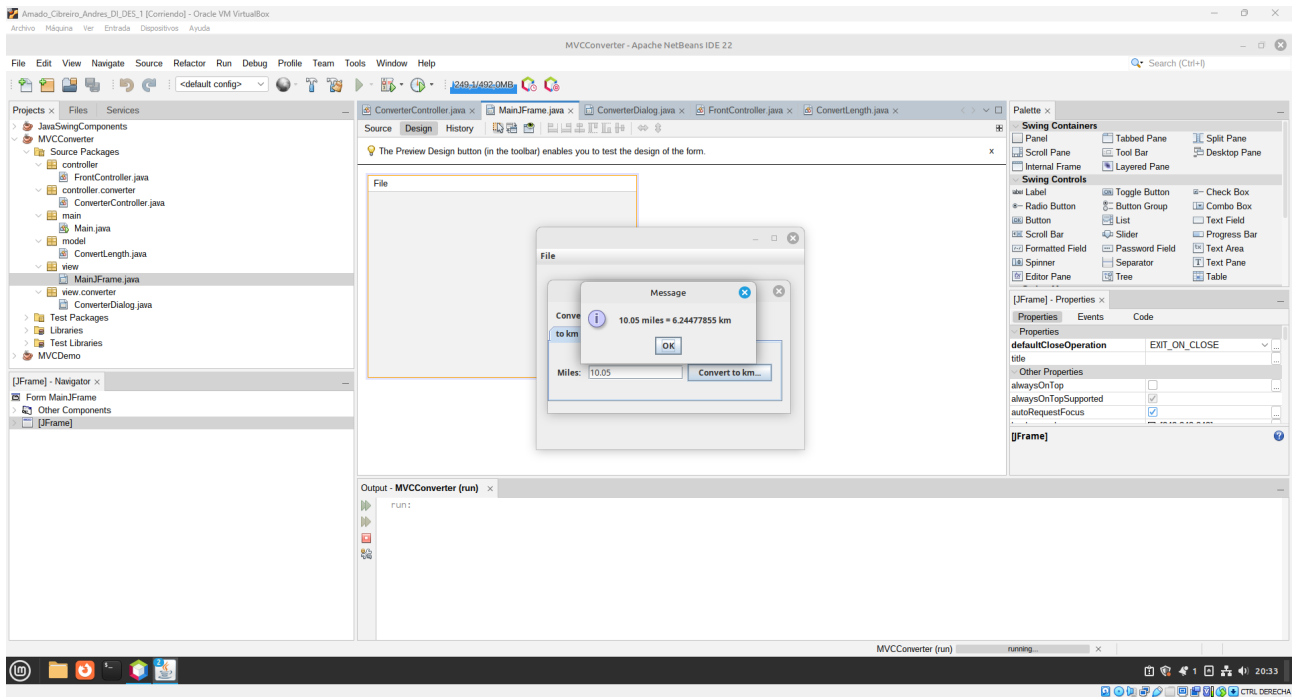 Amado_Cibreiro_Andres_DI_DES_1 [Corriendo] - Oracle VM VirtualBox
Archivo Máquina Ver Entrada Dispositivos Ayuda
MVCConverter - Apache NetBeans IDE 22
File Edit View Navigate Source Refactor Run Debug Profile Team Tools Window Help
Search (Ctrl+I)
<default config>
249.1/492.0MB
Projects Files Services
JavaSwingComponents
MVCConverter
Source Packages
controller
FrontController.java
controller.converter
ConverterController.java
main
Main.java
model
ConvertLength.java
view
MainJFrame.java
view.converter
ConverterDialog.java
Test Packages
Libraries
Test Libraries
MVCDemo
[JFrame] - Navigator
Form MainJFrame
Other Components
[JFrame]
ConverterController.java MainJFrame.java ConverterDialog.java FrontController.java ConvertLength.java
Source Design History
The Preview Design button (in the toolbar) enables you to test the design of the form.
File
File
Conve
to km
Miles: 10.05 Convert to km...
Message
10.05 miles = 6.24477855 km
OK
Output - MVCConverter (run)
run:
Palette
Swing Containers
Panel Tabbed Pane Split Pane
Scroll Pane Tool Bar Desktop Pane
Internal Frame Layered Pane
Swing Controls
label Label Toggle Button Check Box
Radio Button Button Group Combo Box
Button List Text Field
Scroll Bar Slider Progress Bar
Formatted Field Password Field Text Area
Spinner Separator Text Pane
Editor Pane Tree Table
[JFrame] - Properties
Properties Events Code
Properties
defaultCloseOperation EXIT_ON_CLOSE
title
Other Properties
alwaysOnTop
alwaysOnTopSupported
autoRequestFocus
[JFrame]
MVCConverter (run) running...
2
1 20:33
CTRL DERECHA